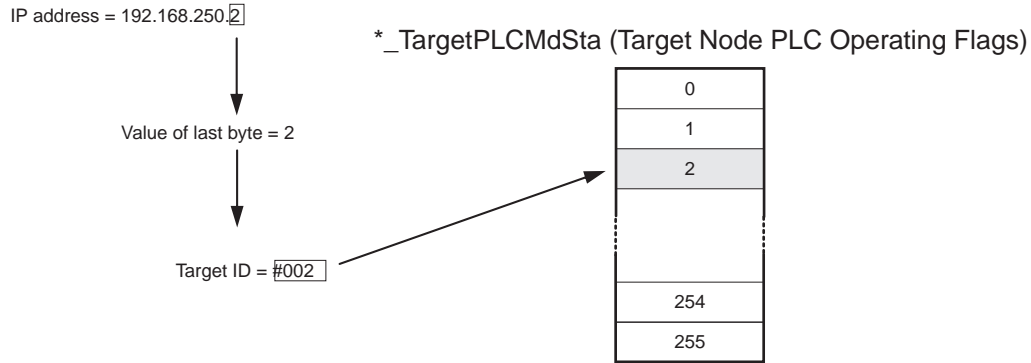 IP address = 192.168.250.2
*_TargetPLCMdSta (Target Node PLC Operating Flags)
0
1
Value of last byte = 2
2
Target ID = #002
254
255